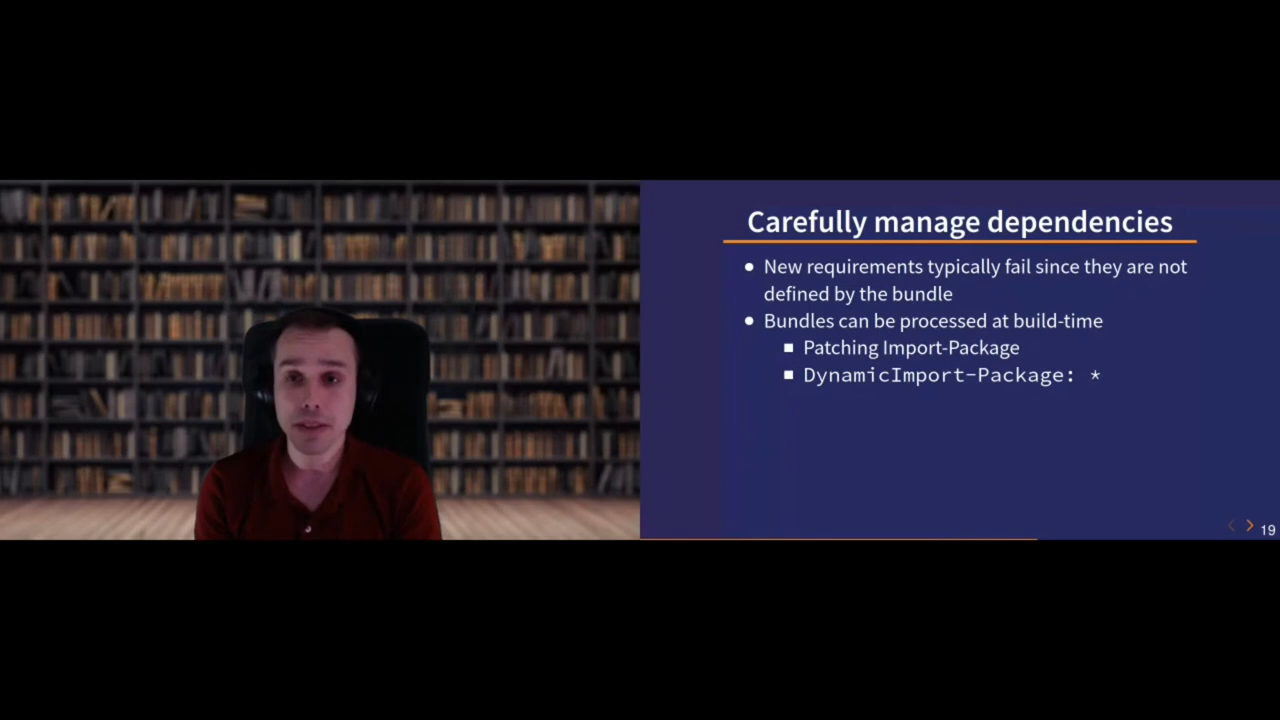 Carefully manage dependencies
● New requirements typically fail since they are not
defined by the bundle
● Bundles can be processed at build-time
■ Patching Import-Package
■ DynamicImport-Package: *
19